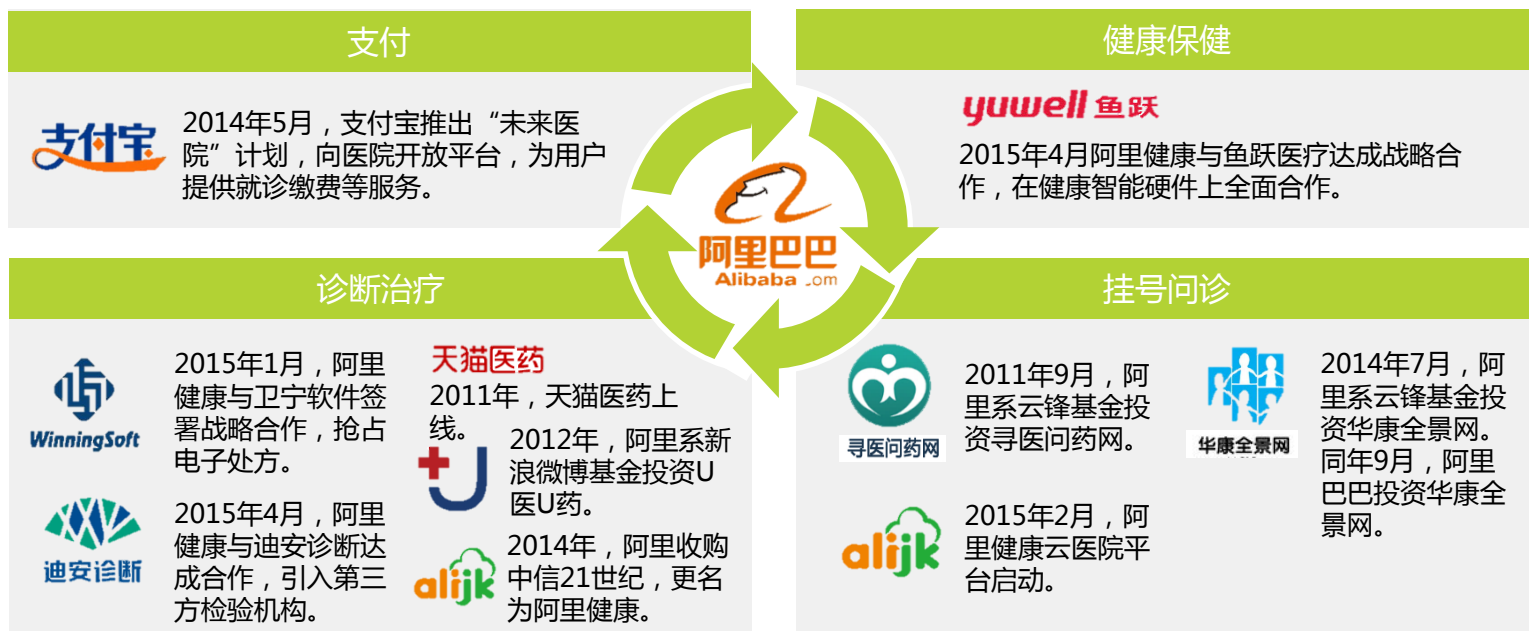 支付
支付宝
2014年5月，支付宝推出“未来医
院”计划，向医院开放平台，为用户
提供就诊缴费等服务。
健康保健
yuwell 鱼跃
2015年4月阿里健康与鱼跃医疗达成战略合
作，在健康智能硬件上全面合作。
阿里巴巴
Alibaba.com
诊断治疗
WinningSoft
2015年1月，阿里
健康与卫宁软件签
署战略合作，抢占
电子处方。
迪安诊断
2015年4月，阿里
健康与迪安诊断达
成合作，引入第三
方检验机构。
天猫医药
2011年，天猫医药上
线。
2012年，阿里系新
浪微博基金投资U
医U药。
alijk
2014年，阿里收购
中信21世纪，更名
为阿里健康。
挂号问诊
寻医问药网
2011年9月，阿
里系云锋基金投
资寻医问药网。
华康全景网
2014年7月，阿
里系云锋基金投
资华康全景网。
同年9月，阿里
巴巴投资华康全
景网。
alijk
2015年2月，阿
里健康云医院平
台启动。